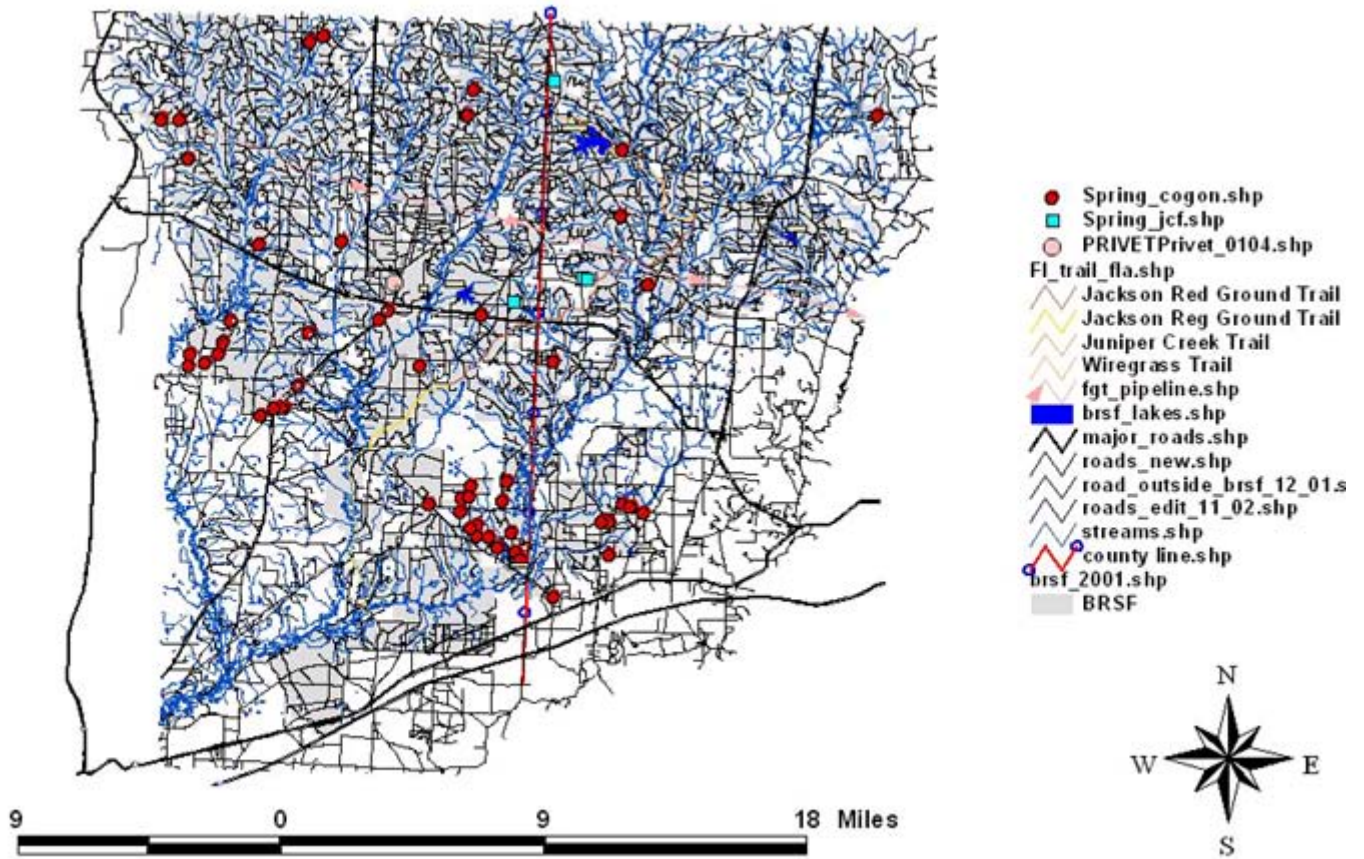 Spring_cogon.shp
Spring_jcf.shp
PRIVETPrivet_0104.shp
Fl_trail_fla.shp
Jackson Red Ground Trail
Jackson Reg Ground Trail
Juniper Creek Trail
Wiregrass Trail
fgt_pipeline.shp
brsf_lakes.shp
major_roads.shp
roads_new.shp
road_outside_brsf_12_01.s
roads_edit_11_02.shp
streams.shp
county line.shp
brsf_2001.shp
BRSF
N
W E
S
9 0 9 18 Miles